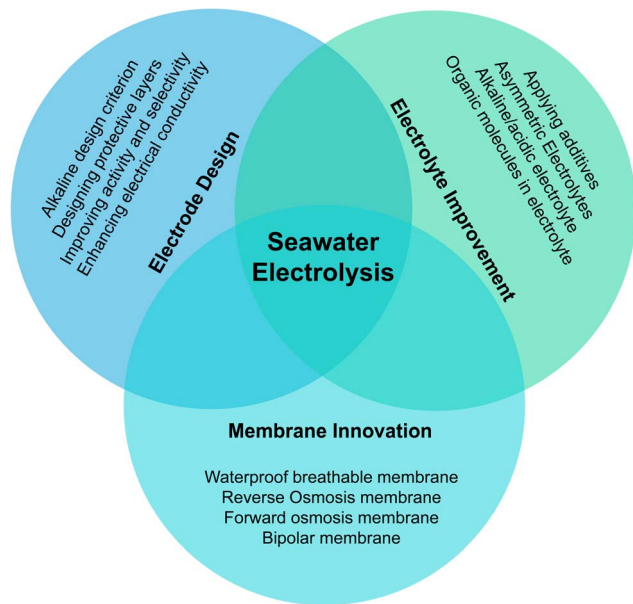 Alkaline design criterion
Designing protective layers
Improving activity and selectivity
Enhancing electrical conductivity
Electrode Design
Applying additives
Asymmetric Electrolytes
Alkaline/acidic electrolyte
Organic molecules in electrolyte
Electrolyte Improvement
Seawater
Electrolysis
Membrane Innovation
Waterproof breathable membrane
Reverse Osmosis membrane
Forward osmosis membrane
Bipolar membrane